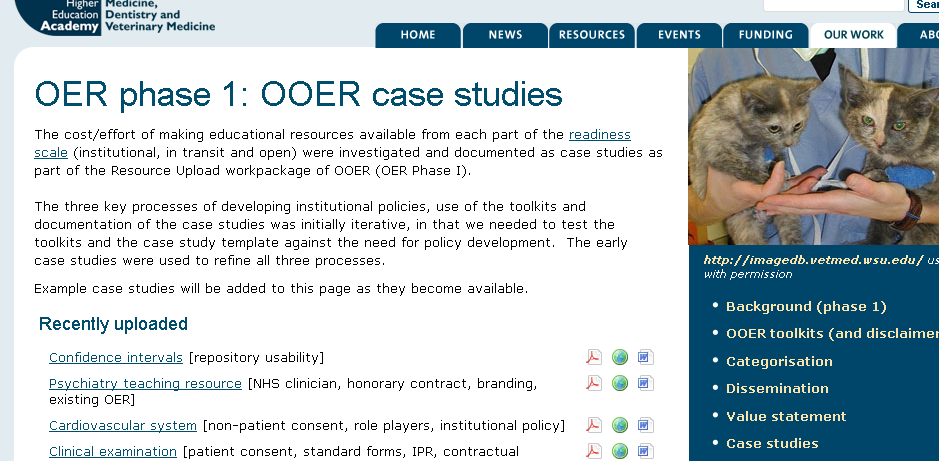 Higher
Education
Academy
Medicine,
Dentistry and
Veterinary Medicine
HOME
NEWS
RESOURCES
EVENTS
FUNDING
OUR WORK
OER phase 1: OOER case studies
The cost/effort of making educational resources available from each part of the readiness
scale (institutional, in transit and open) were investigated and documented as case studies as
part of the Resource Upload workpackage of OOER (OER Phase I).
The three key processes of developing institutional policies, use of the toolkits and
documentation of the case studies was initially iterative, in that we needed to test the
toolkits and the case study template against the need for policy development. The early
case studies were used to refine all three processes.
Example case studies will be added to this page as they become available.
Recently uploaded
Confidence intervals [repository usability]
Psychiatry teaching resource [NHS clinician, honorary contract, branding,
existing OER]
Cardiovascular system [non-patient consent, role players, institutional policy]
Clinical examination [patient consent, standard forms, IPR, contractual
http://imagedb.vetmed.wsu.edu/ us
with permission
Background (phase 1)
OOER toolkits (and disclaimer
Categorisation
Dissemination
Value statement
Case studies